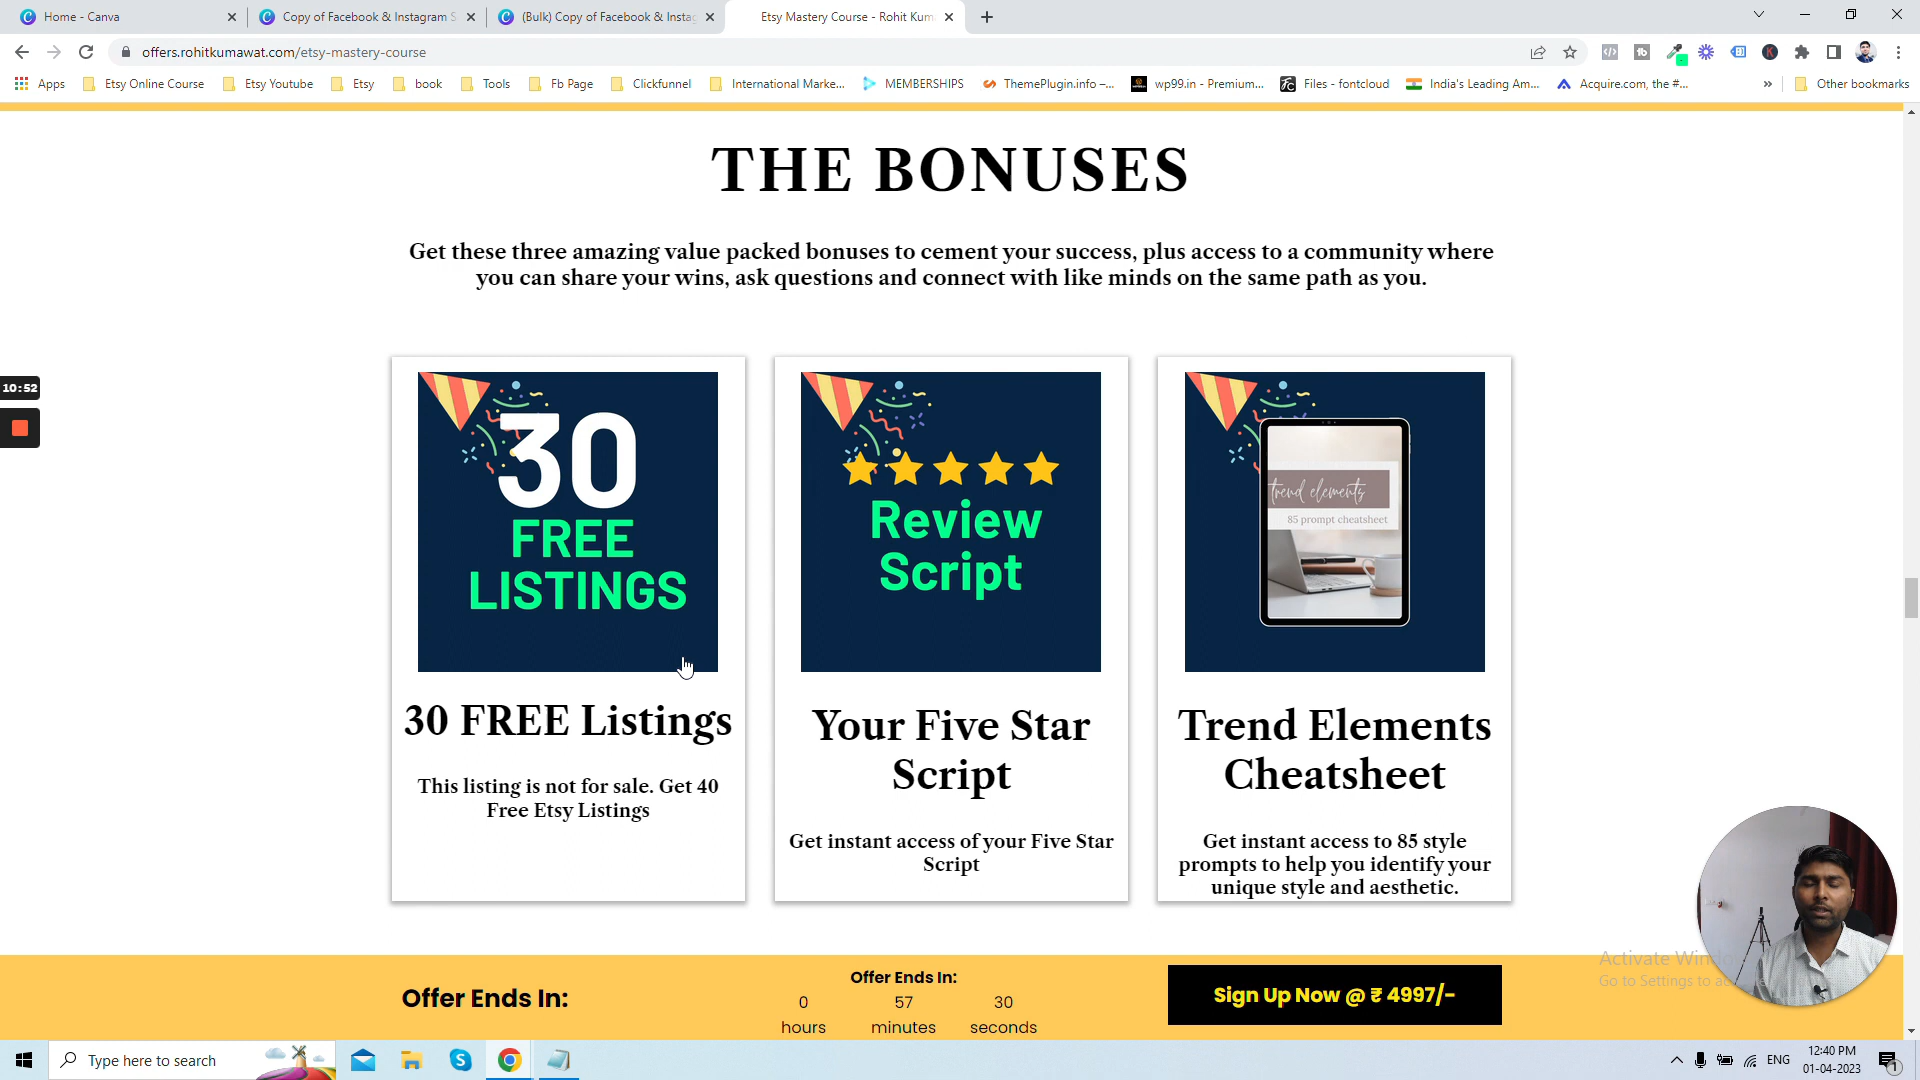 Home - Canva
Copy of Facebook & Instagram S
(Bulk) Copy of Facebook & Insta
Etsy Mastery Course - Rohit Kum
offers.rohitkumawat.com/etsy-mastery-course
Apps
Etsy Online Course
Etsy Youtube
Etsy
book
Tools
Fb Page
Clickfunnel
International Marke...
MEMBERSHIPS
ThemePlugin.info –...
wp99.in - Premium...
Files - fontcloud
India's Leading Am...
Acquire.com, the #...
»
Other bookmarks
THE BONUSES
Get these three amazing value packed bonuses to cement your success, plus access to a community where
you can share your wins, ask questions and connect with like minds on the same path as you.
10:52
30
FREE
LISTINGS
30 FREE Listings
This listing is not for sale. Get 40
Free Etsy Listings
Review
Script
Your Five Star
Script
Get instant access of your Five Star
Script
trend elements
85 prompt cheatsheet
Trend Elements
Cheatsheet
Get instant access to 85 style
prompts to help you identify your
unique style and aesthetic.
Activate
Go to Settings to
Offer Ends In:
Offer Ends In:
0
57
30
hours
minutes
seconds
Sign Up Now @ ₹ 4997/-
Type here to search
ENG
12:40 PM
01-04-2023
1